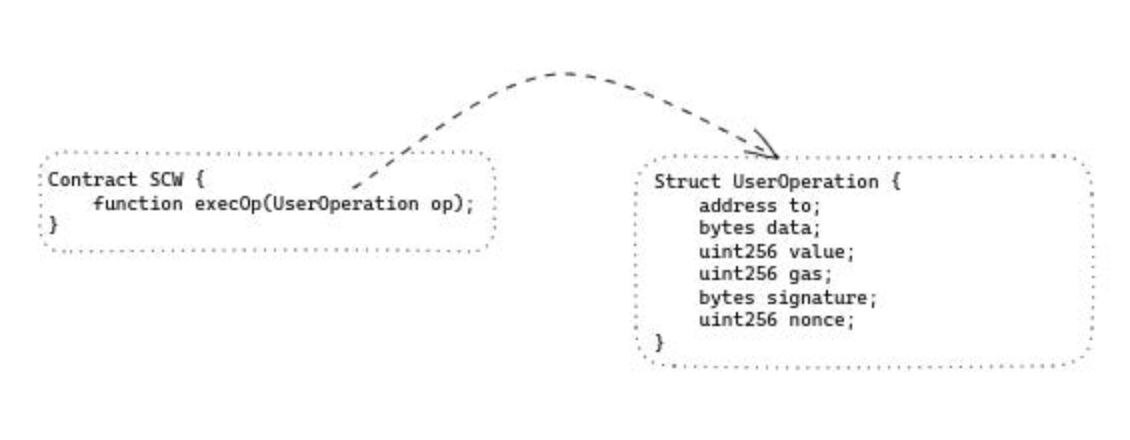 Contract SCW {
    function execOp(UserOperation op);
}
Struct UserOperation {
    address to;
    bytes data;
    uint256 value;
    uint256 gas;
    bytes signature;
    uint256 nonce;
}